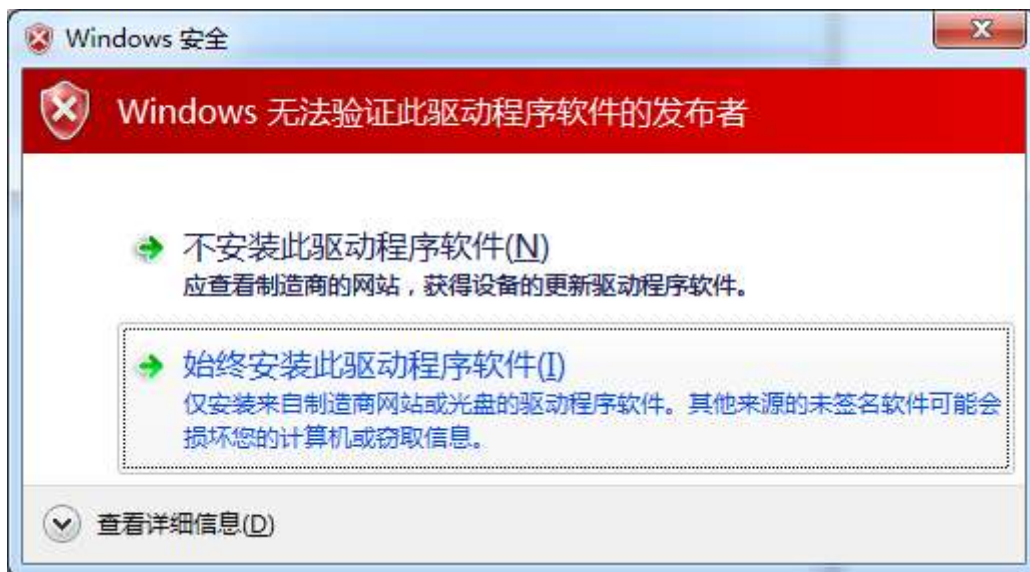 Windows 安全
Windows 无法验证此驱动程序软件的发布者
不安装此驱动程序软件(N)
应查看制造商的网站，获得设备的更新驱动程序软件。
始终安装此驱动程序软件(I)
仅安装来自制造商网站或光盘的驱动程序软件。其他来源的未签名软件可能会
损坏您的计算机或窃取信息。
查看详细信息(D)